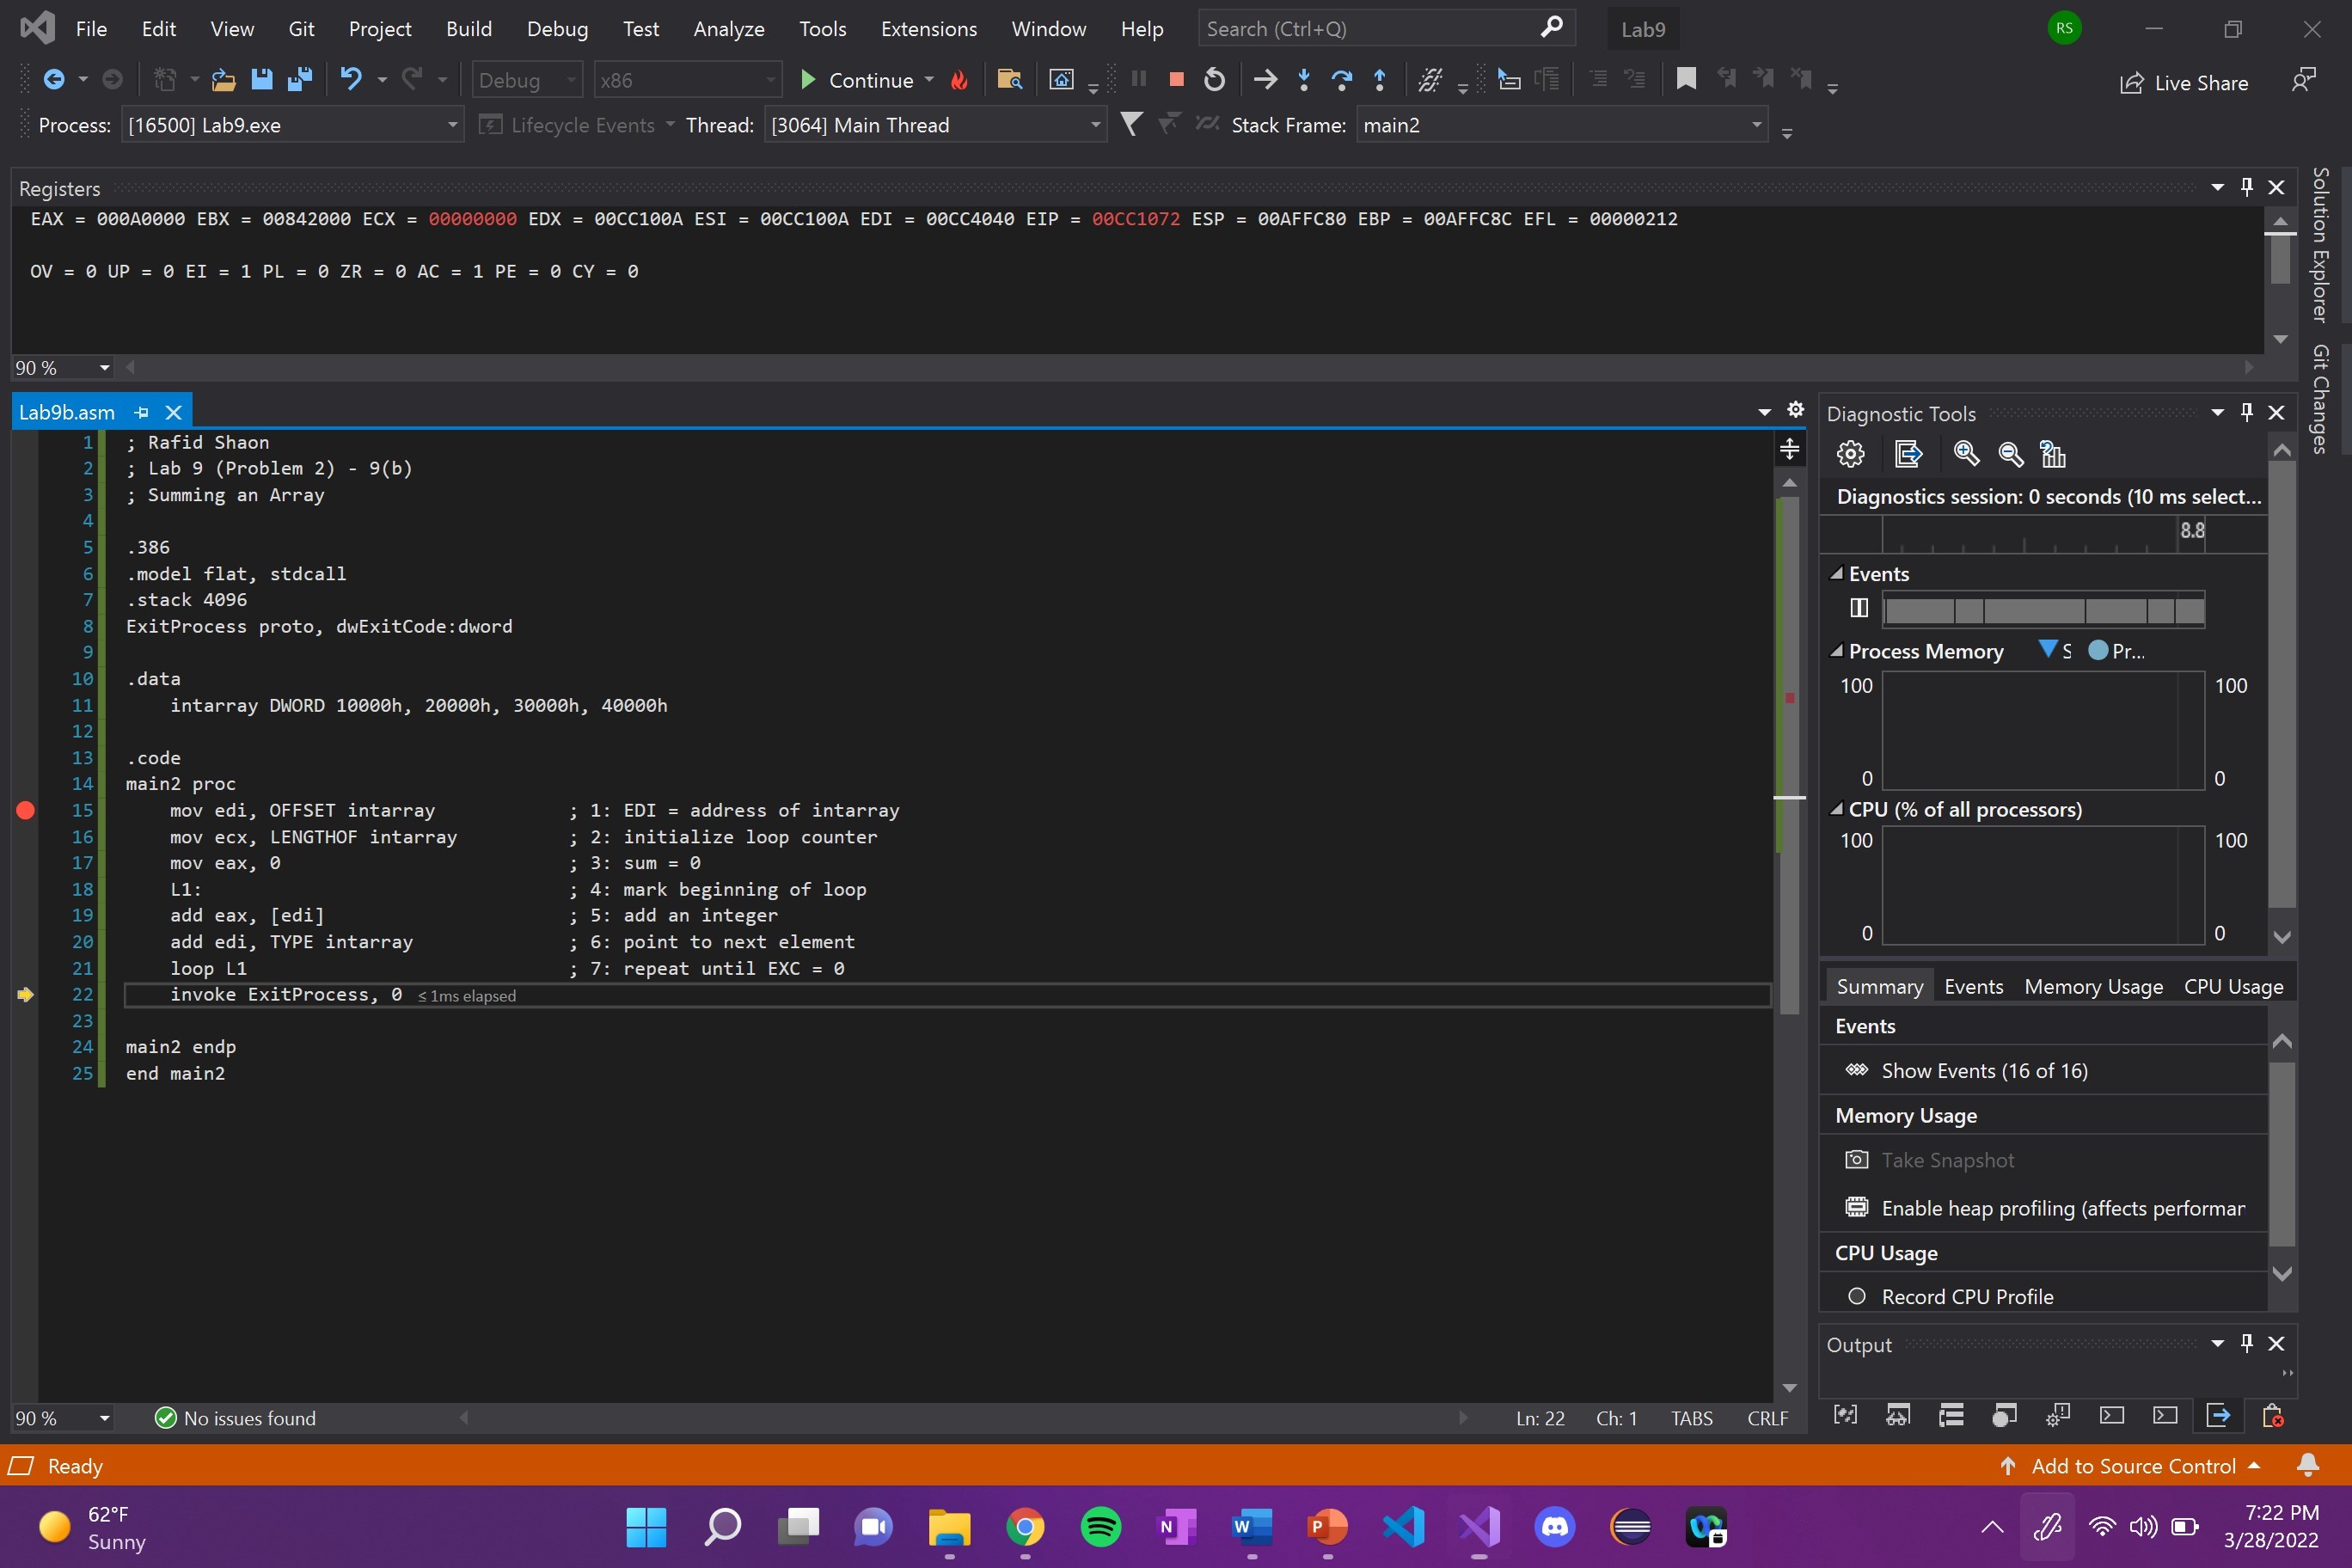 File Edit View Git Project Build Debug Test Analyze Tools Extensions Window Help Search (Ctrl+Q) Lab9 RS
Debug x86 Continue Live Share
Process: [16500] Lab9.exe Lifecycle Events Thread: [3064] Main Thread Stack Frame: main2
Registers
EAX = 000A0000 EBX = 00842000 ECX = 00000000 EDX = 00CC100A ESI = 00CC100A EDI = 00CC4040 EIP = 00CC1072 ESP = 00AFFC80 EBP = 00AFFC8C EFL = 00000212
OV = 0 UP = 0 EI = 1 PL = 0 ZR = 0 AC = 1 PE = 0 CY = 0
90 %
Solution Explorer
Git Changes
Lab9b.asm
1 ; Rafid Shaon
2 ; Lab 9 (Problem 2) - 9(b)
3 ; Summing an Array
4
5 .386
6 .model flat, stdcall
7 .stack 4096
8 ExitProcess proto, dwExitCode:dword
9
10 .data
11 intarray DWORD 10000h, 20000h, 30000h, 40000h
12
13 .code
14 main2 proc
15 mov edi, OFFSET intarray ; 1: EDI = address of intarray
16 mov ecx, LENGTHOF intarray ; 2: initialize loop counter
17 mov eax, 0 ; 3: sum = 0
18 L1: ; 4: mark beginning of loop
19 add eax, [edi] ; 5: add an integer
20 add edi, TYPE intarray ; 6: point to next element
21 loop L1 ; 7: repeat until EXC = 0
22 invoke ExitProcess, 0 ≤ 1ms elapsed
23
24 main2 endp
25 end main2
90 % No issues found Ln: 22 Ch: 1 TABS CRLF
Diagnostic Tools
Diagnostics session: 0 seconds (10 ms select...
8.8
Events
Process Memory S Pr...
100 100
0 0
CPU (% of all processors)
100 100
0 0
Summary Events Memory Usage CPU Usage
Events
Show Events (16 of 16)
Memory Usage
Take Snapshot
Enable heap profiling (affects performar
CPU Usage
Record CPU Profile
Output
Ready Add to Source Control
62°F
Sunny
N W P
7:22 PM
3/28/2022